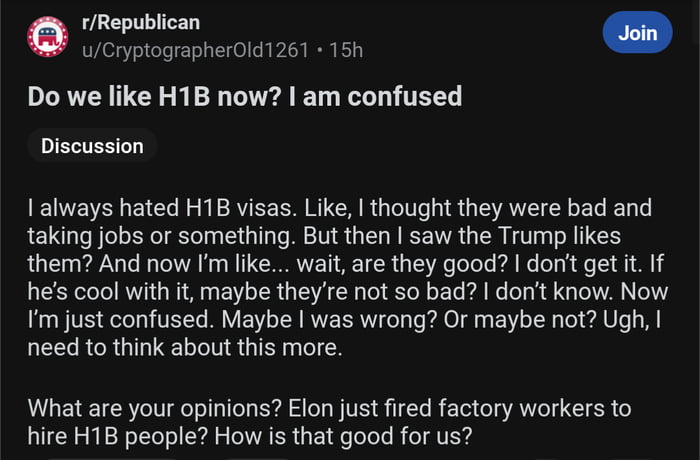 r/Republican
u/CryptographerOld1261 • 15h
Join
Do we like H1B now? I am confused
Discussion
I always hated H1B visas. Like, I thought they were bad and
taking jobs or something. But then I saw the Trump likes
them? And now I'm like... wait, are they good? I don't get it. If
he's cool with it, maybe they're not so bad? I don't know. Now
I'm just confused. Maybe I was wrong? Or maybe not? Ugh, I
need to think about this more.
What are your opinions? Elon just fired factory workers to
hire H1B people? How is that good for us?